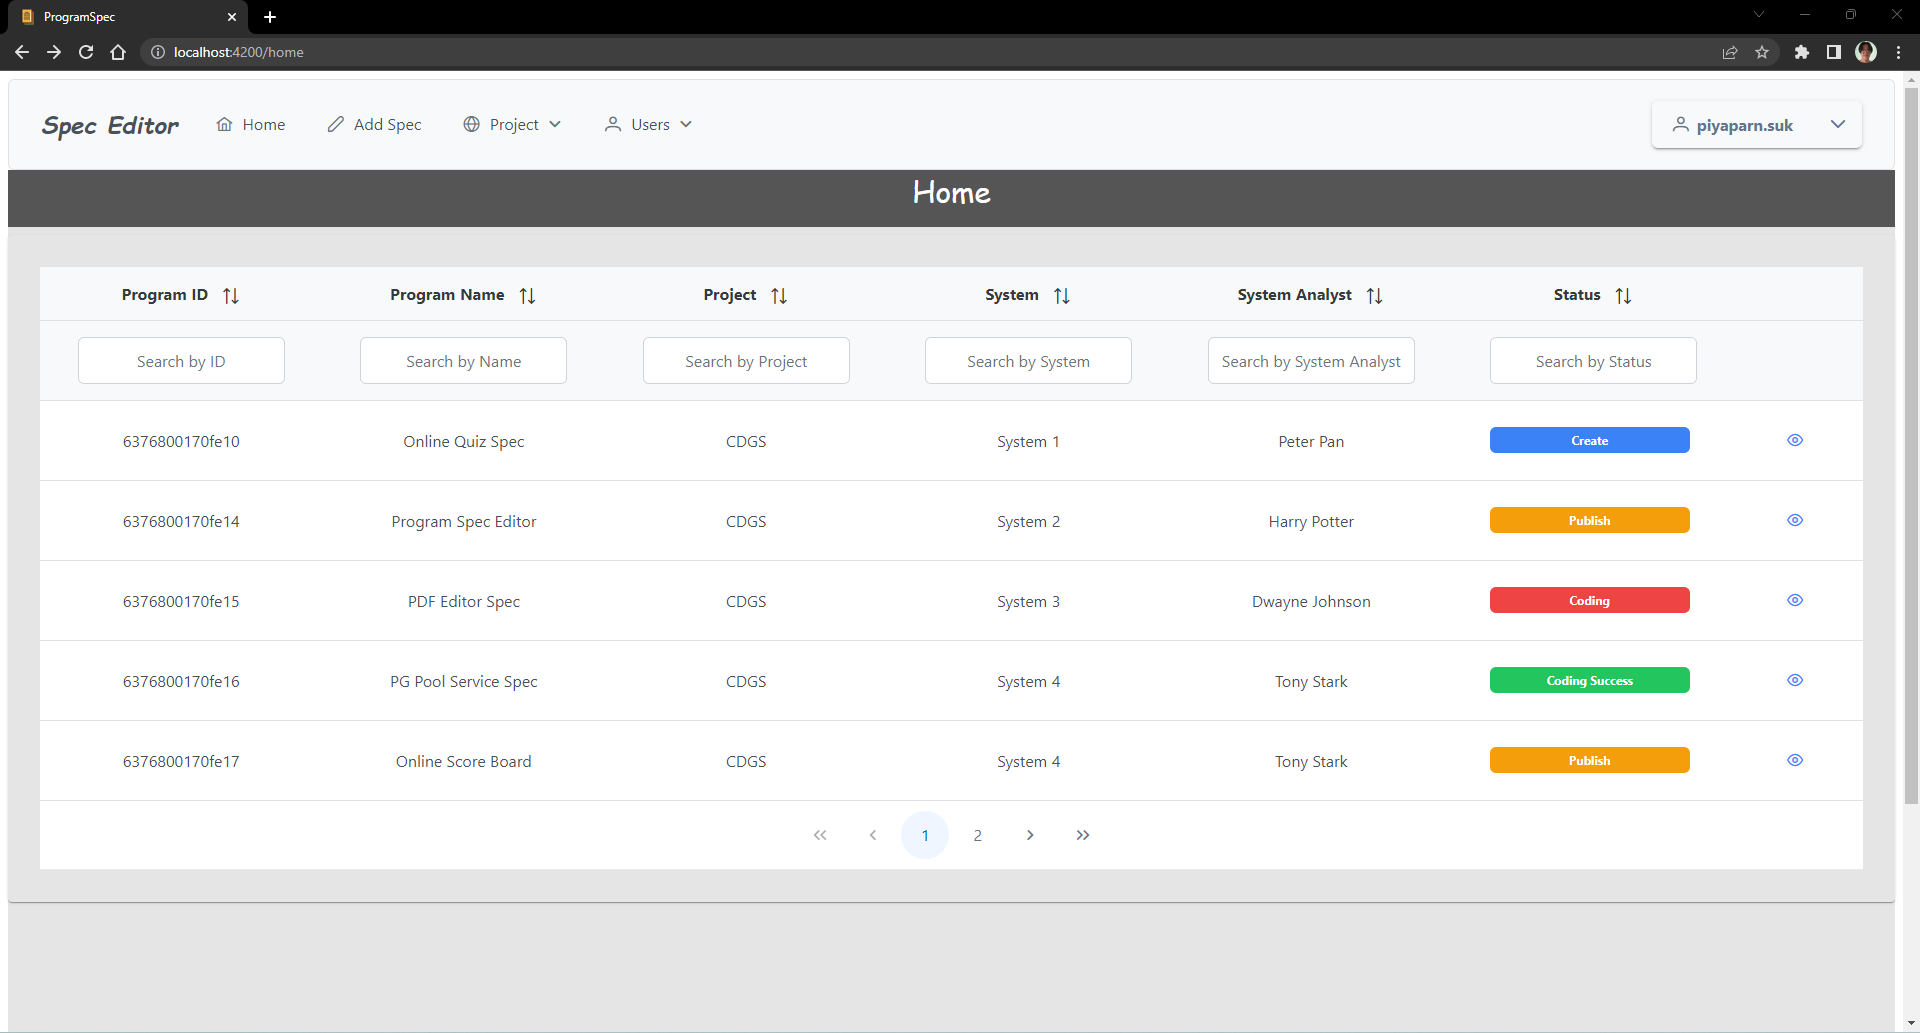 ProgramSpec
localhost:4200/home
Spec Editor Home Add Spec Project Users piyaparn.suk
Home
Program ID Program Name Project System System Analyst Status
Search by ID Search by Name Search by Project Search by System Search by System Analyst Search by Status
6376800170fe10 Online Quiz Spec CDGS System 1 Peter Pan Create
6376800170fe14 Program Spec Editor CDGS System 2 Harry Potter Publish
6376800170fe15 PDF Editor Spec CDGS System 3 Dwayne Johnson Coding
6376800170fe16 PG Pool Service Spec CDGS System 4 Tony Stark Coding Success
6376800170fe17 Online Score Board CDGS System 4 Tony Stark Publish
1 2